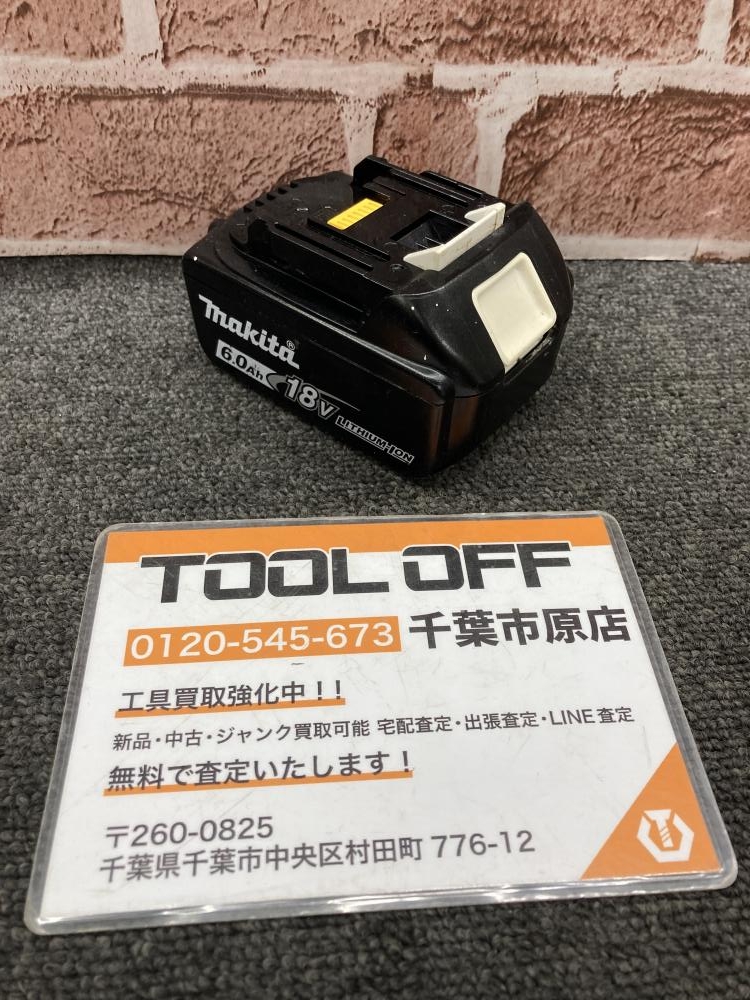 makita®
6.0Ah 18V LITHIUM-ION
TOOL OFF
0120-545-673 千葉市原店
工具買取強化中！！
新品・中古・ジャンク買取可能 宅配査定・出張査定・LINE査定
無料で査定いたします！
〒260-0825
千葉県千葉市中央区村田町 776-12